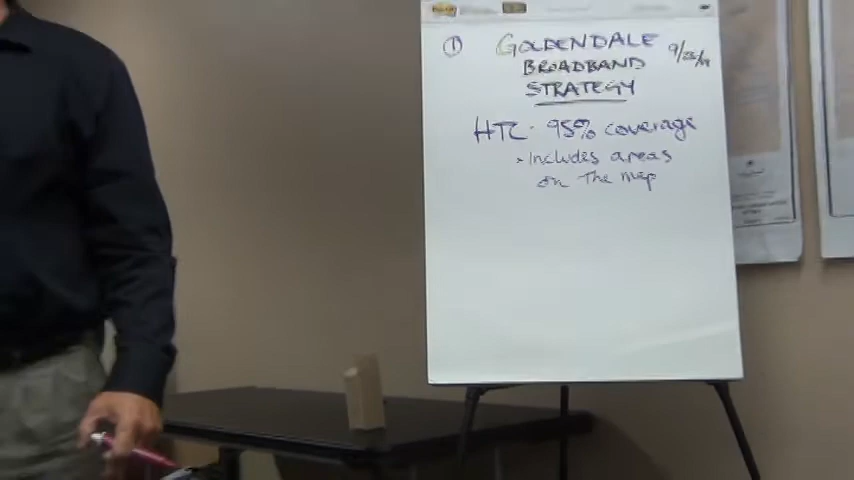 ① GOLDENDALE
BROADBAND
STRATEGY
HTC - 95% coverage
• Includes areas
on The map